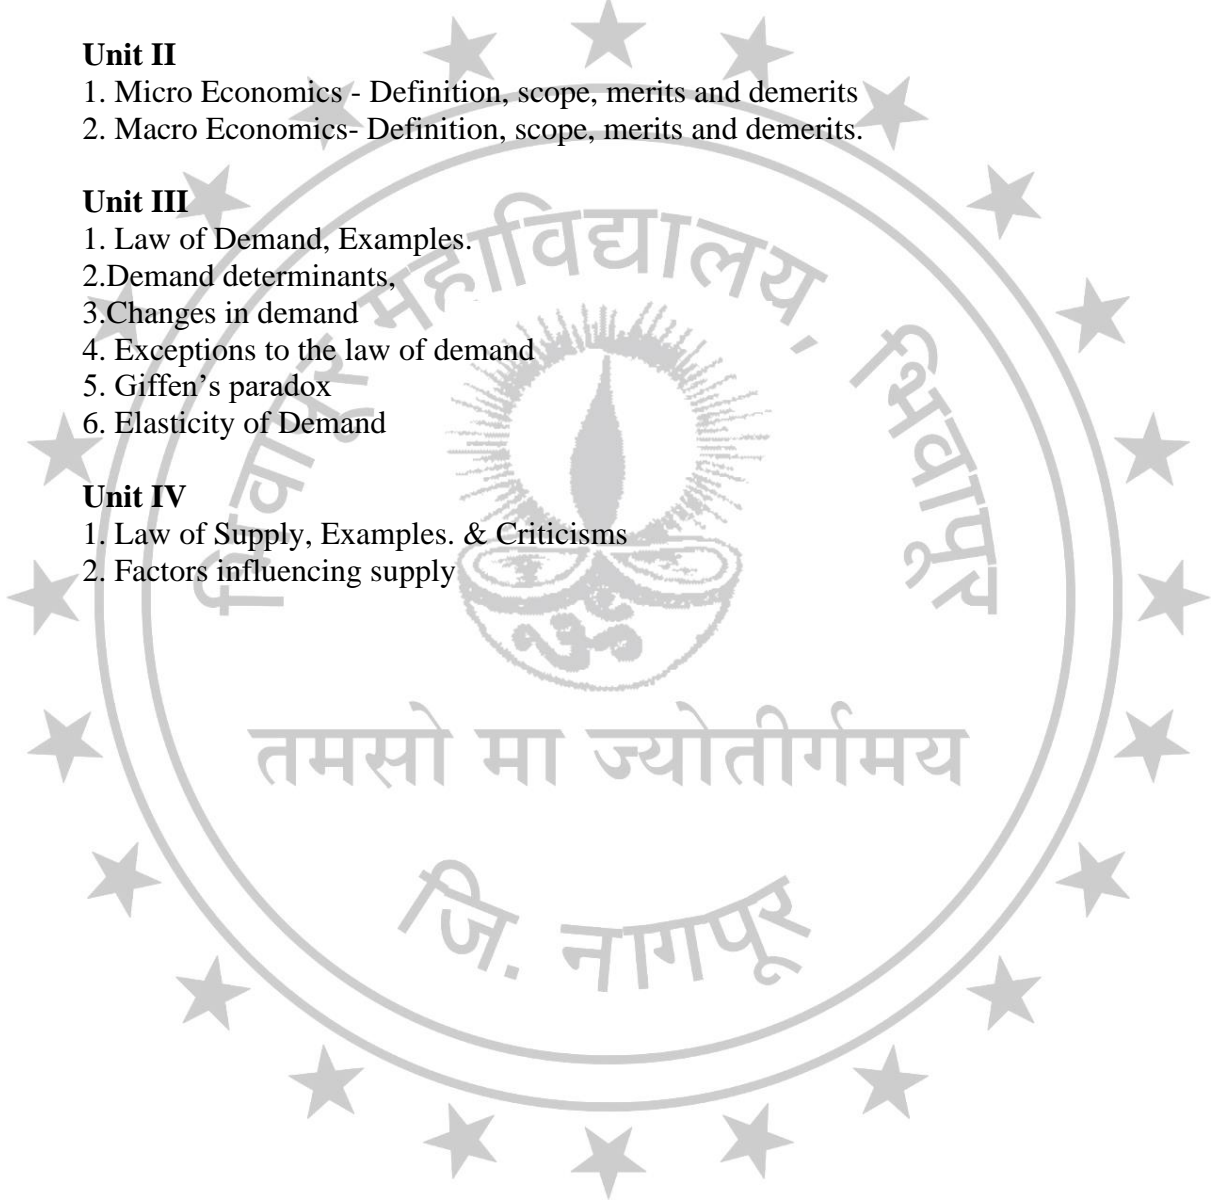 Unit II
1. Micro Economics - Definition, scope, merits and demerits
2. Macro Economics- Definition, scope, merits and demerits.
Unit III
1. Law of Demand, Examples.
2.Demand determinants,
3.Changes in demand
4. Exceptions to the law of demand
5. Giffen’s paradox
6. Elasticity of Demand
Unit IV
1. Law of Supply, Examples. & Criticisms
2. Factors influencing supply
भिवापूर महाविद्यालय, भिवापूर
ॐ
तमसो मा ज्योतीर्गमय
जि. नागपूर